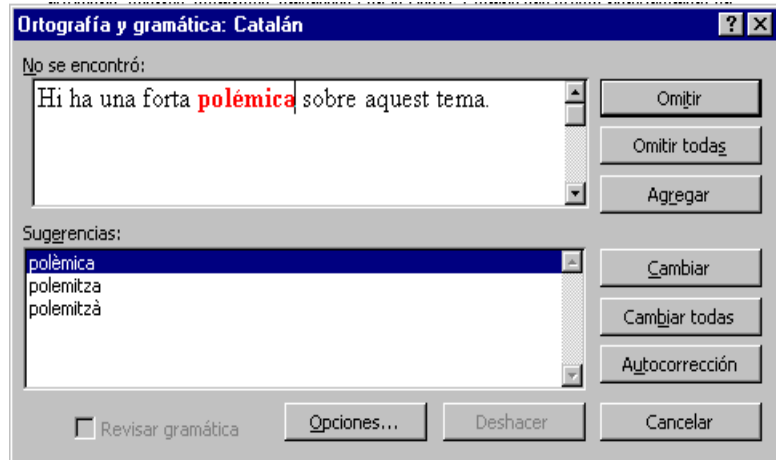 Ortografía y gramática: Catalán
No se encontró:
Hi ha una forta polémica sobre aquest tema.
Omitir
Omitir todas
Agregar
Sugerencias:
polèmica
polemitza
polemitzà
Cambiar
Cambiar todas
Autocorrección
Revisar gramática
Opciones...
Deshacer
Cancelar